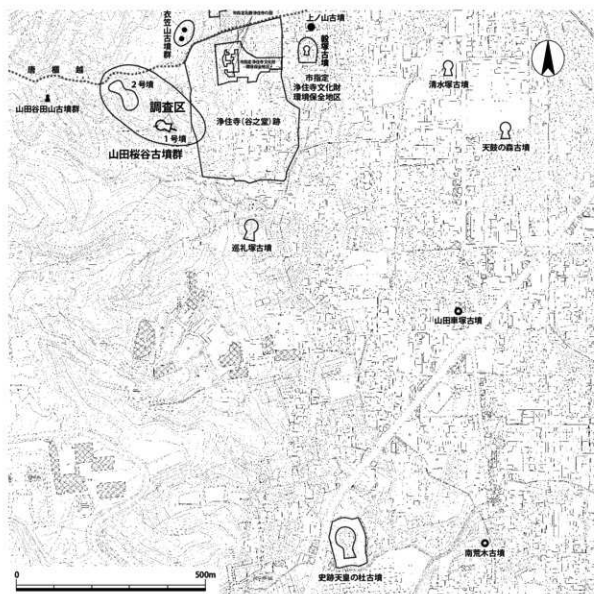 衣笠山古墳群
上ノ山古墳
穀塚古墳
市指定
浄住寺文化財
環境保全地区
清水塚古墳
天鼓の森古墳
唐櫃越
山田谷田山古墳群
2号墳
調査区
1号墳
山田桜谷古墳群
浄住寺(谷之堂)跡
巡礼塚古墳
山田車塚古墳
史跡天皇の杜古墳
南荒木古墳
0
500m